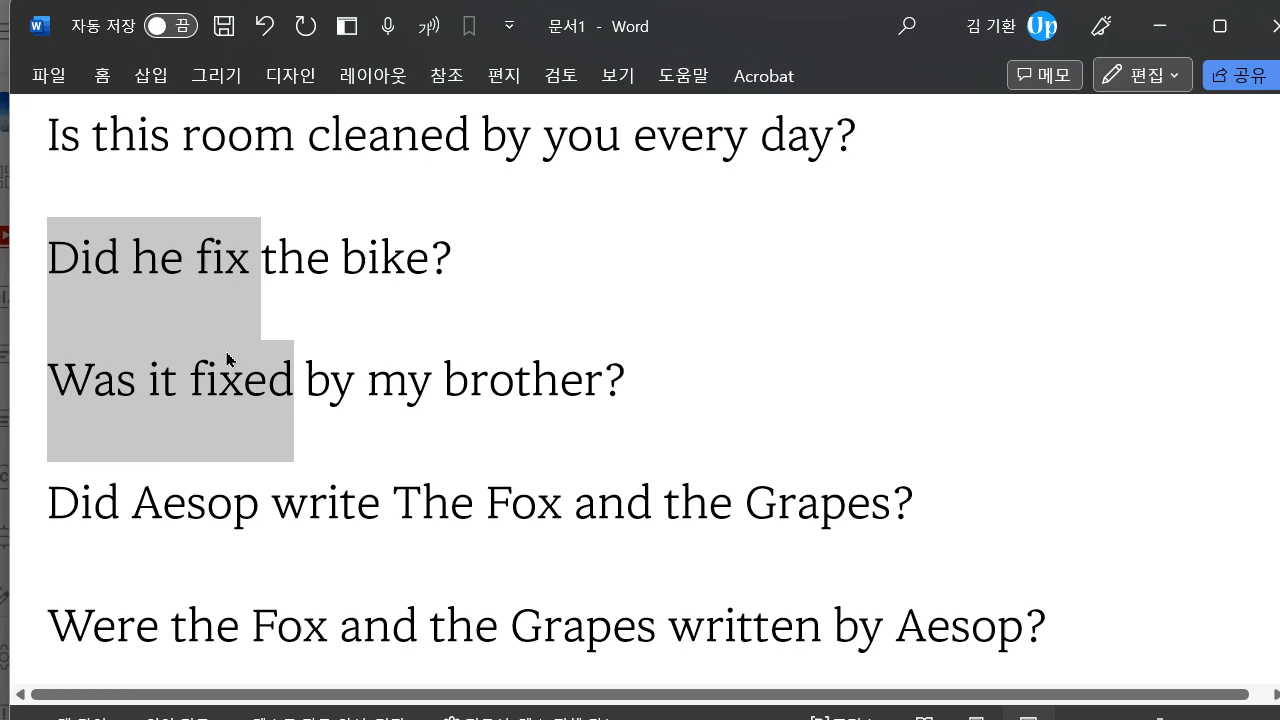 자동 저장 끔 가)) 문서1 - Word 김 기환 Up
파일 홈 삽입 그리기 디자인 레이아웃 참조 편지 검토 보기 도움말 Acrobat 메모 편집 공유
Is this room cleaned by you every day?
Did he fix the bike?
Was it fixed by my brother?
Did Aesop write The Fox and the Grapes?
Were the Fox and the Grapes written by Aesop?